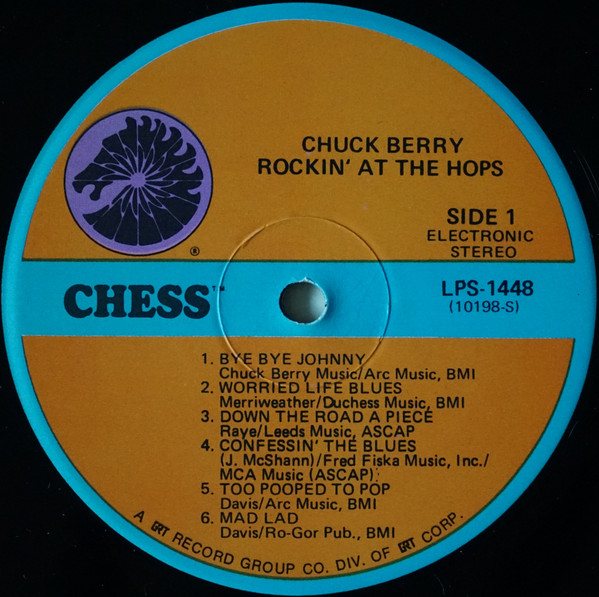 CHUCK BERRY
ROCKIN' AT THE HOPS
SIDE 1
ELECTRONIC
STEREO
®
CHESS™
LPS-1448
(10198-S)
1. BYE BYE JOHNNY
Chuck Berry Music/Arc Music, BMI
2. WORRIED LIFE BLUES
Merriweather/Duchess Music, BMI
3. DOWN THE ROAD A PIECE
Raye/Leeds Music, ASCAP
4. CONFESSIN' THE BLUES
(J. McShann)/Fred Fiska Music, Inc./
MCA Music (ASCAP)
5. TOO POOPED TO POP
Davis/Arc Music, BMI
6. MAD LAD
Davis/Ro-Gor Pub., BMI
A GRT RECORD GROUP CO. DIV. OF GRT CORP.